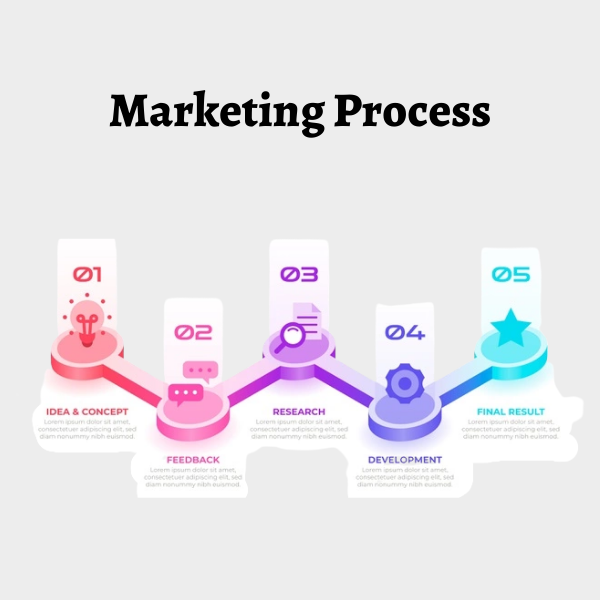 Marketing Process
01
IDEA & CONCEPT
Lorem ipsum dolor sit amet,
consectetuer adipiscing elit, sed
diam nonummy nibh euismod.
02
FEEDBACK
Lorem ipsum dolor sit amet,
consectetuer adipiscing elit, sed
diam nonummy nibh euismod.
03
RESEARCH
Lorem ipsum dolor sit amet,
consectetuer adipiscing elit, sed
diam nonummy nibh euismod.
04
DEVELOPMENT
Lorem ipsum dolor sit amet,
consectetuer adipiscing elit, sed
diam nonummy nibh euismod.
05
FINAL RESULT
Lorem ipsum dolor sit amet,
consectetuer adipiscing elit, sed
diam nonummy nibh euismod.